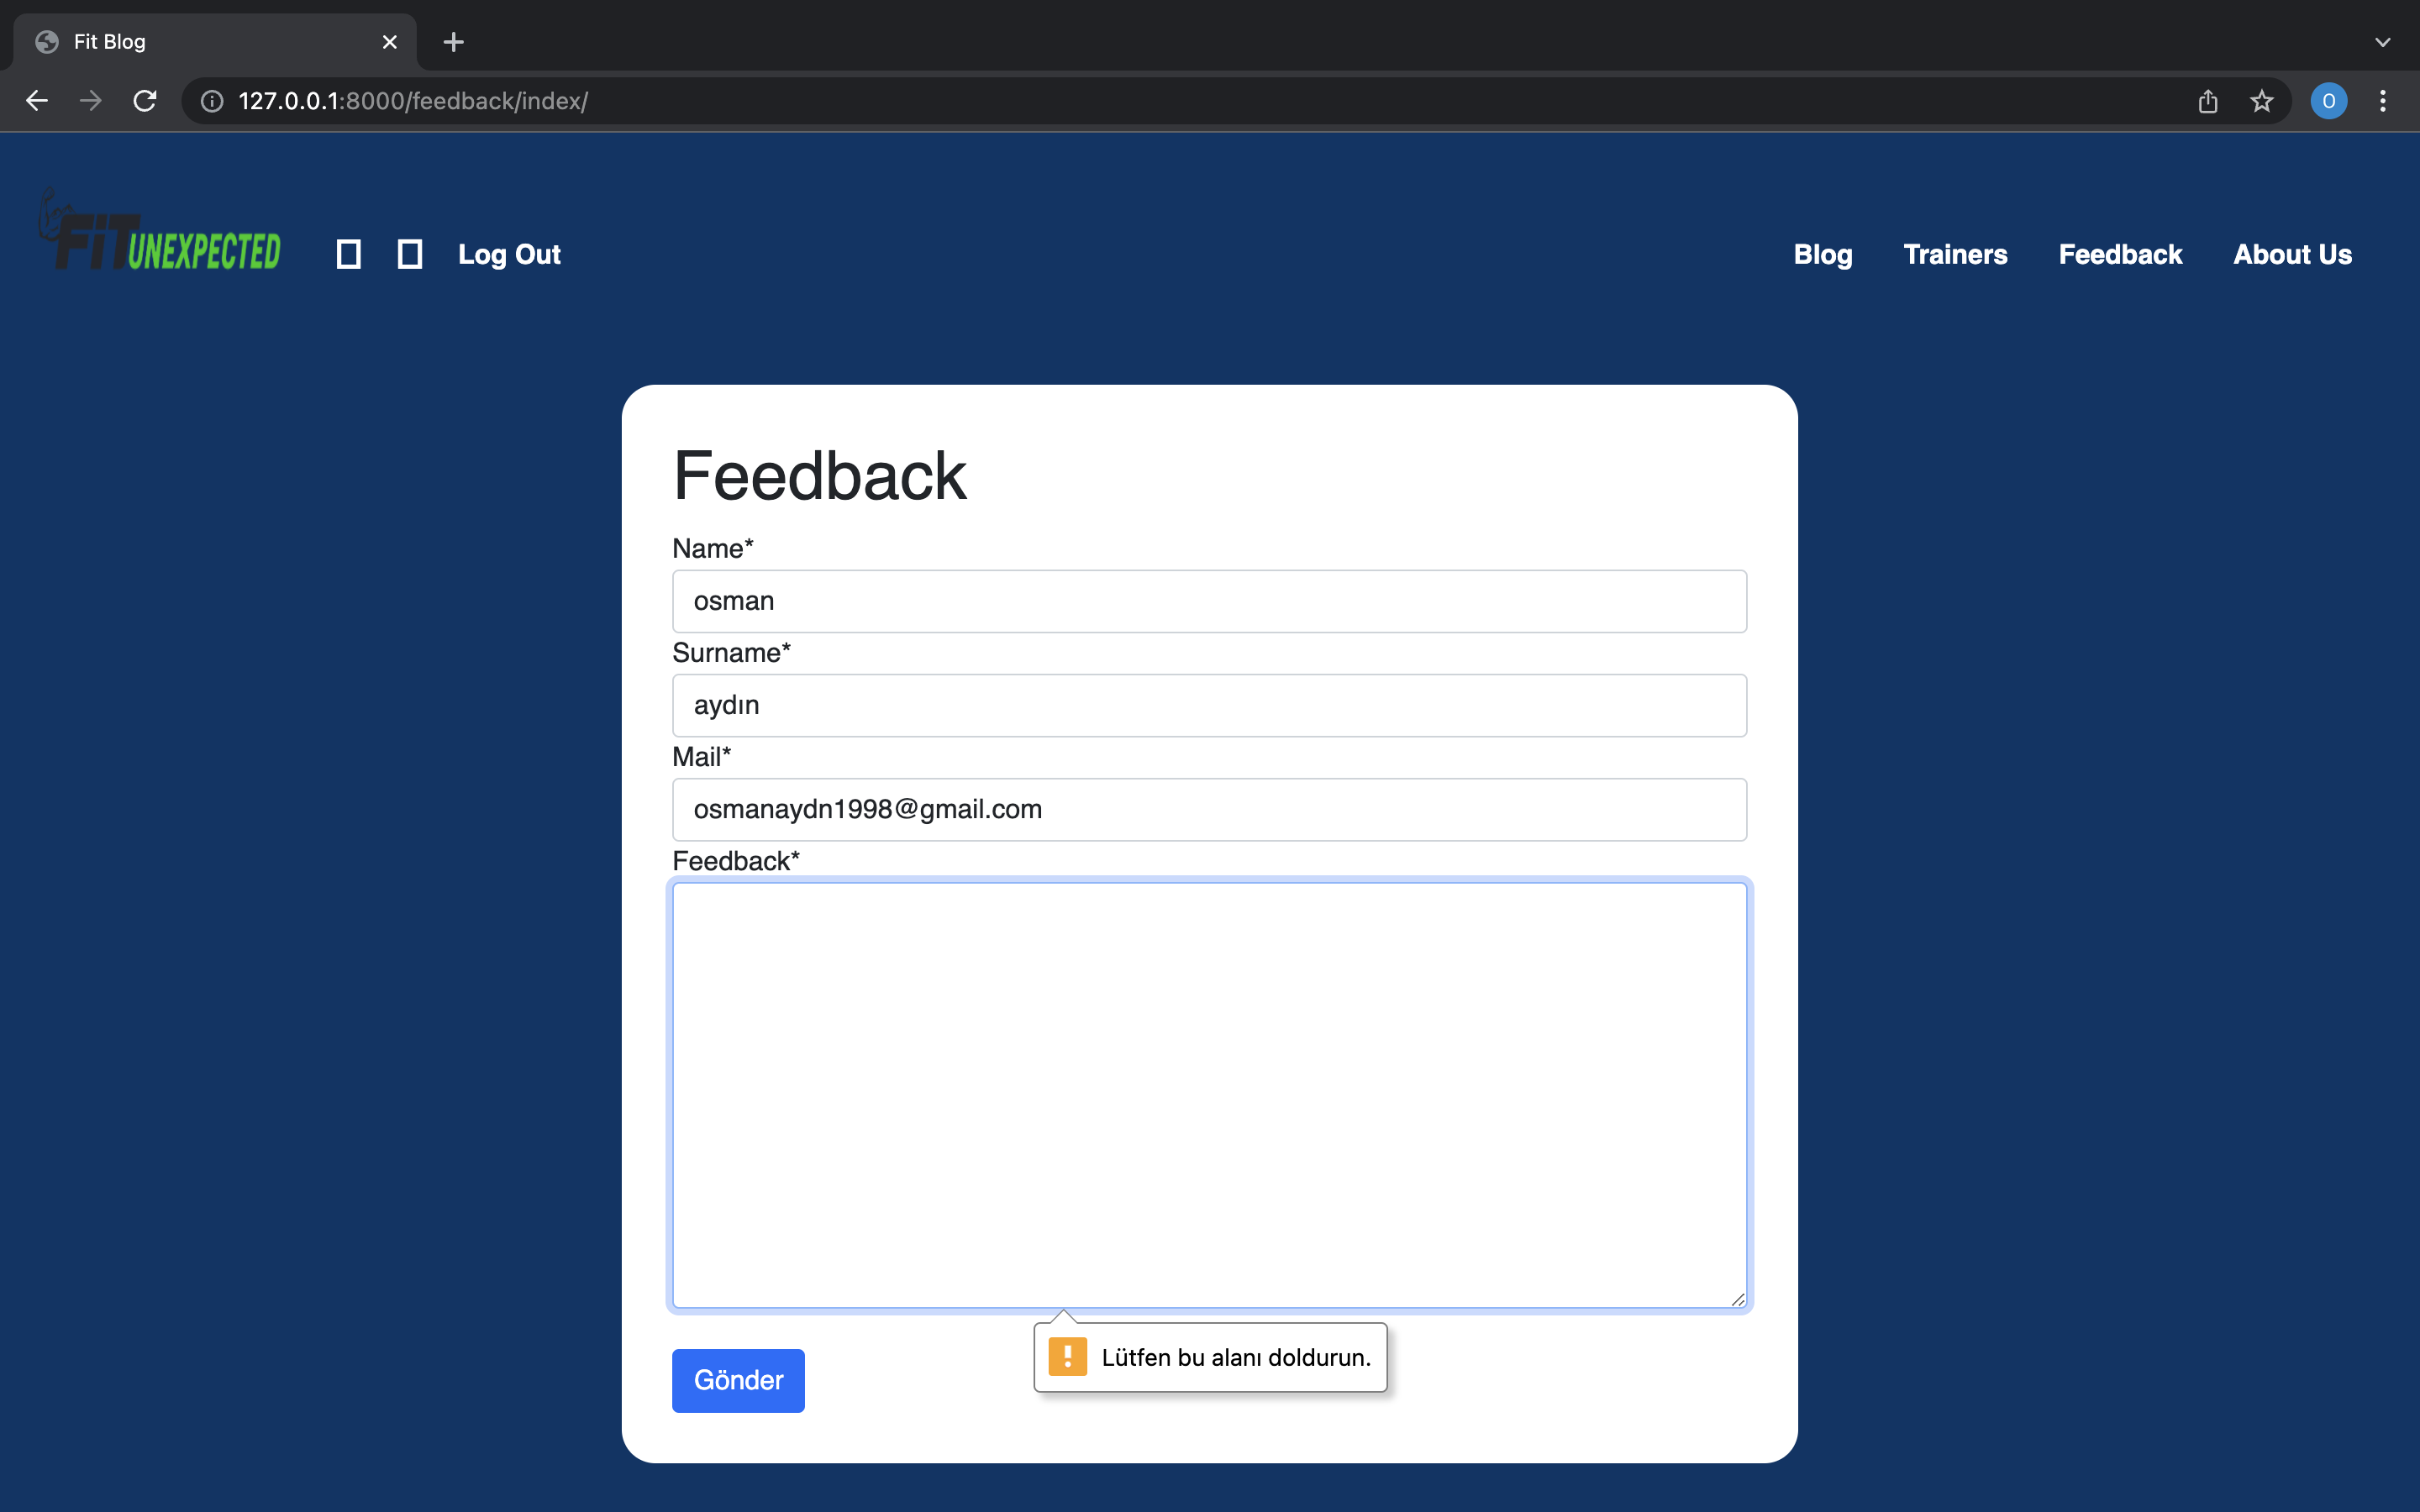 Fit Blog
127.0.0.1:8000/feedback/index/
O
FiT UNEXPECTED
Log Out
Blog
Trainers
Feedback
About Us
Feedback
Name*
osman
Surname*
aydın
Mail*
osmanaydn1998@gmail.com
Feedback*
Lütfen bu alanı doldurun.
Gönder